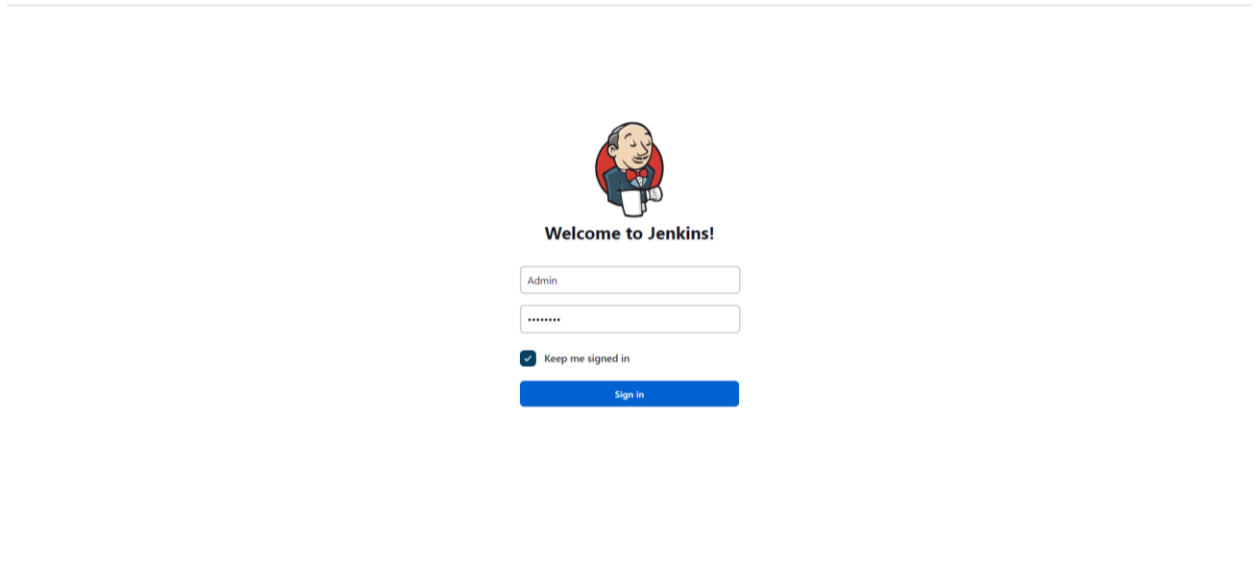 Welcome to Jenkins!
Admin
••••••••
Keep me signed in
Sign in